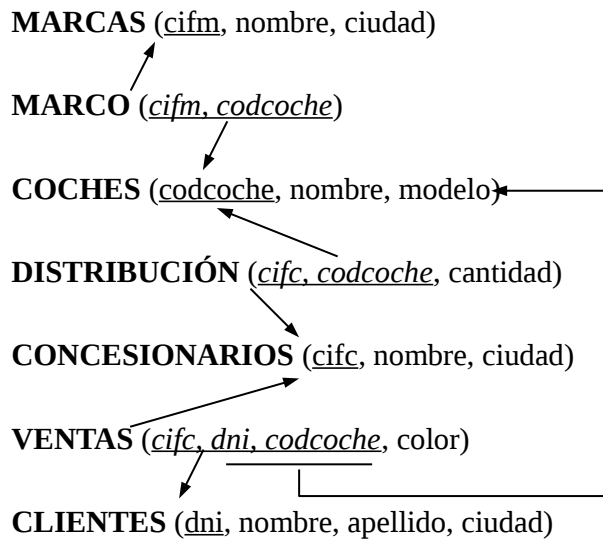 MARCAS (cifm, nombre, ciudad)
MARCO (cifm, codcoche)
COCHES (codcoche, nombre, modelo)
DISTRIBUCIÓN (cifc, codcoche, cantidad)
CONCESIONARIOS (cifc, nombre, ciudad)
VENTAS (cifc, dni, codcoche, color)
CLIENTES (dni, nombre, apellido, ciudad)